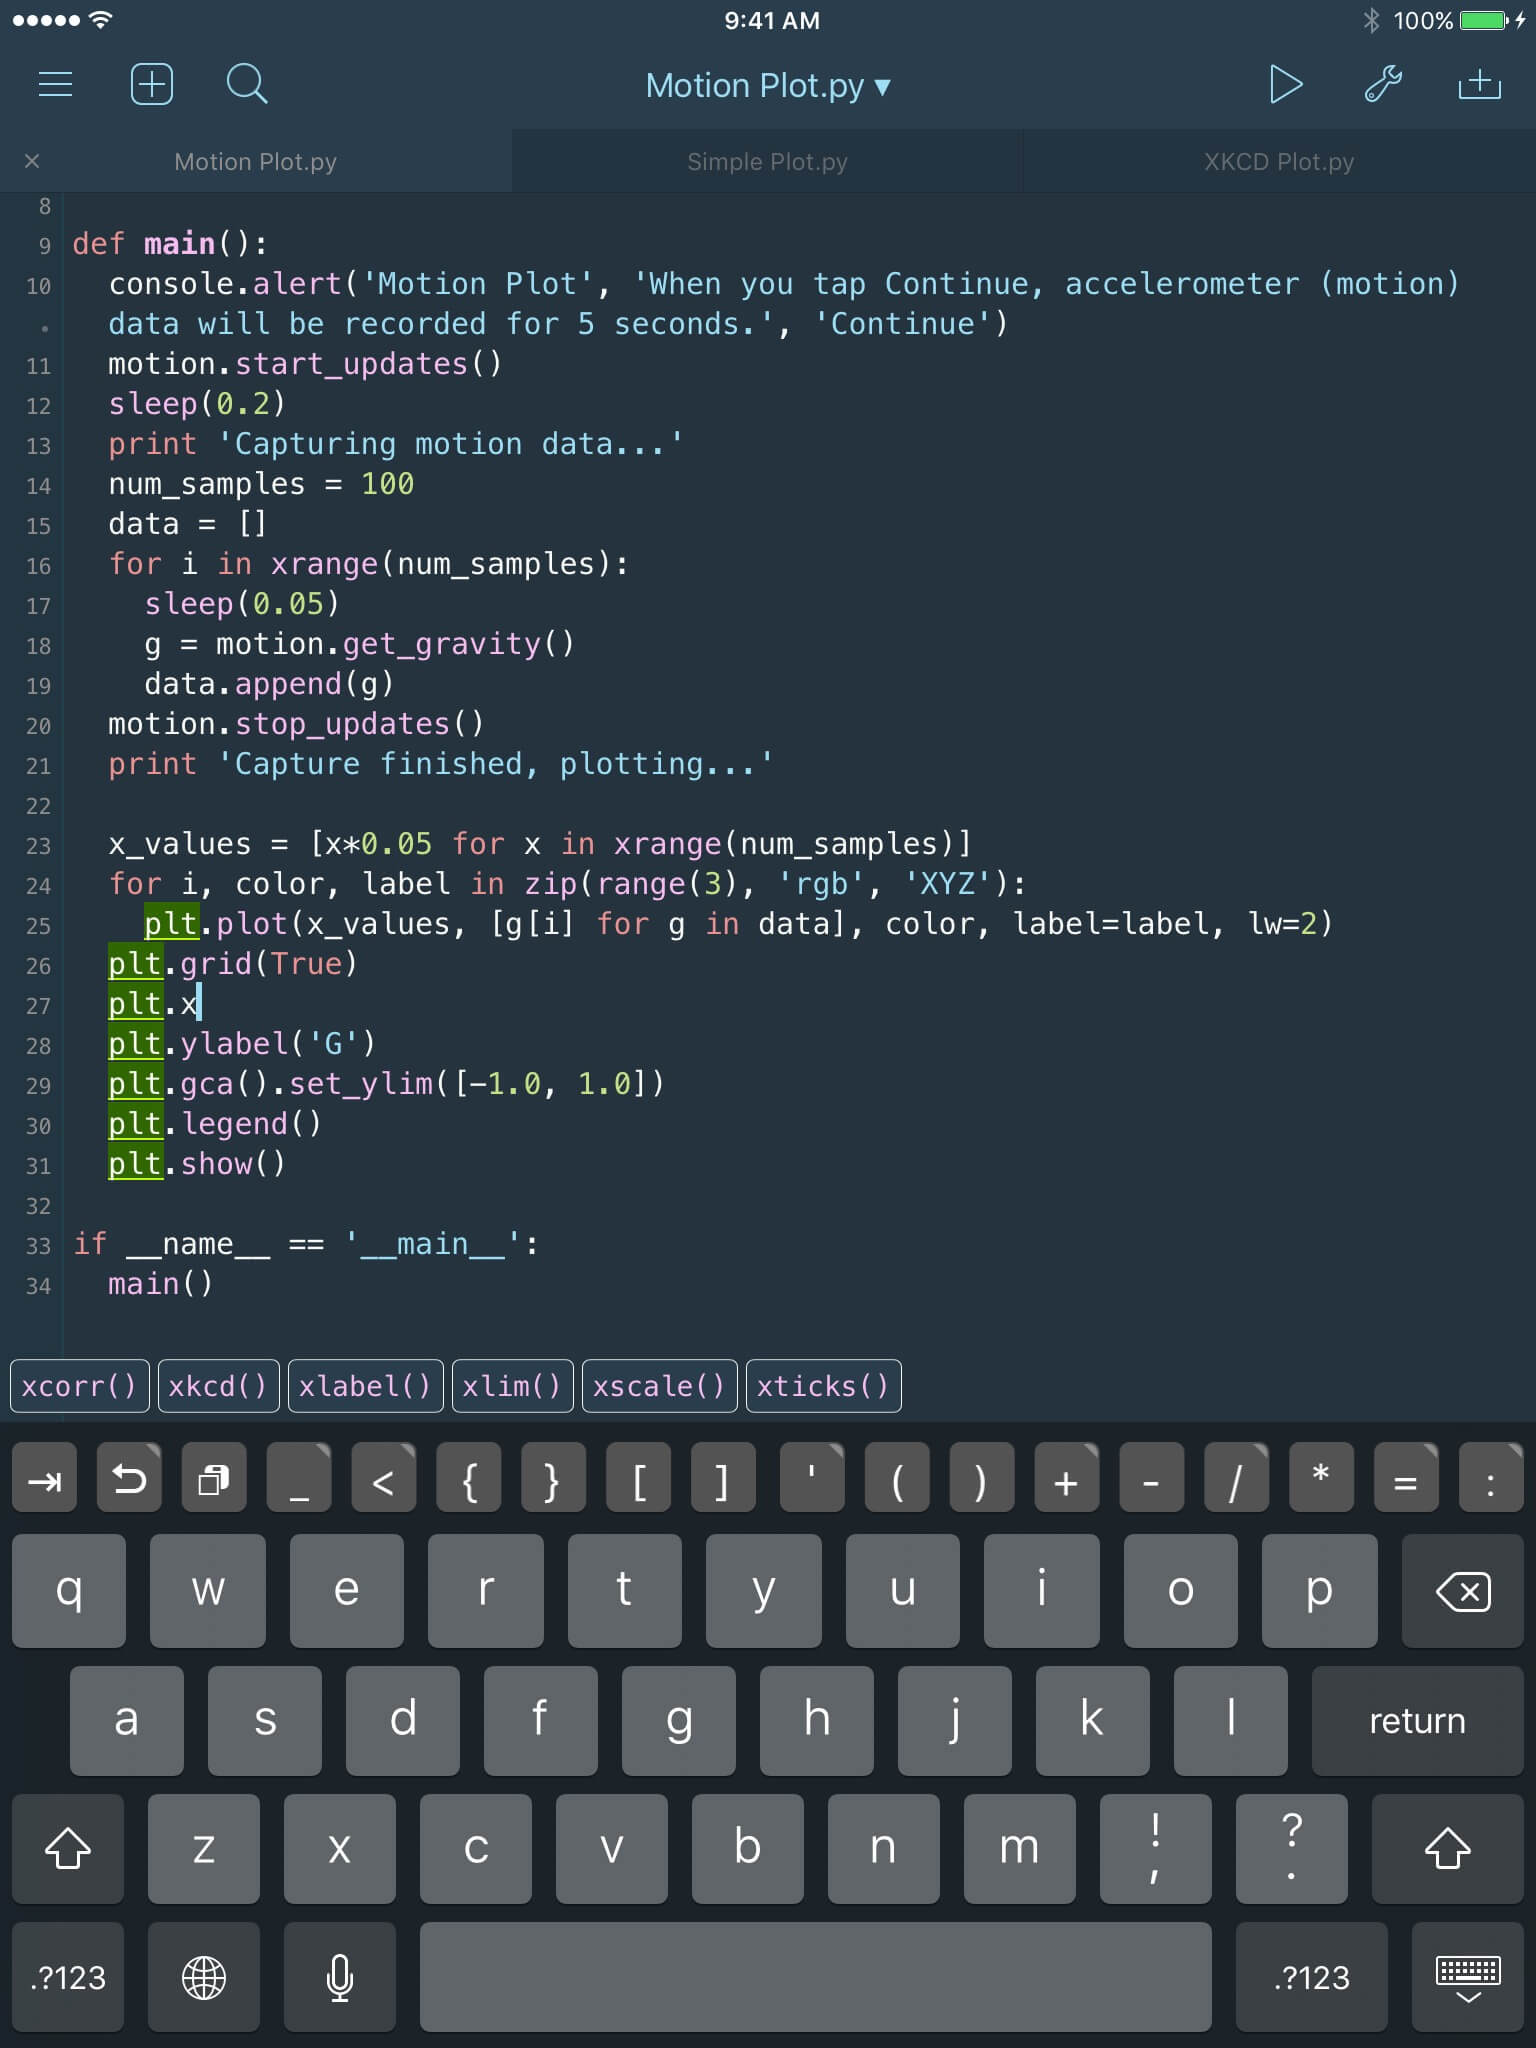 9:41 AM
100%
Motion Plot.py ▾
Motion Plot.py
Simple Plot.py
XKCD Plot.py
8
9 def main():
10 console.alert('Motion Plot', 'When you tap Continue, accelerometer (motion)
data will be recorded for 5 seconds.', 'Continue')
11 motion.start_updates()
12 sleep(0.2)
13 print 'Capturing motion data...'
14 num_samples = 100
15 data = []
16 for i in xrange(num_samples):
17 sleep(0.05)
18 g = motion.get_gravity()
19 data.append(g)
20 motion.stop_updates()
21 print 'Capture finished, plotting...'
22
23 x_values = [x*0.05 for x in xrange(num_samples)]
24 for i, color, label in zip(range(3), 'rgb', 'XYZ'):
25 plt.plot(x_values, [g[i] for g in data], color, label=label, lw=2)
26 plt.grid(True)
27 plt.x
28 plt.ylabel('G')
29 plt.gca().set_ylim([-1.0, 1.0])
30 plt.legend()
31 plt.show()
32
33 if __name__ == '__main__':
34 main()
xcorr() xkcd() xlabel() xlim() xscale() xticks()
_ < { } [ ] ' ( ) + - / * = :
q w e r t y u i o p
a s d f g h j k l return
z x c v b n m ! , ? .
.?123 .?123